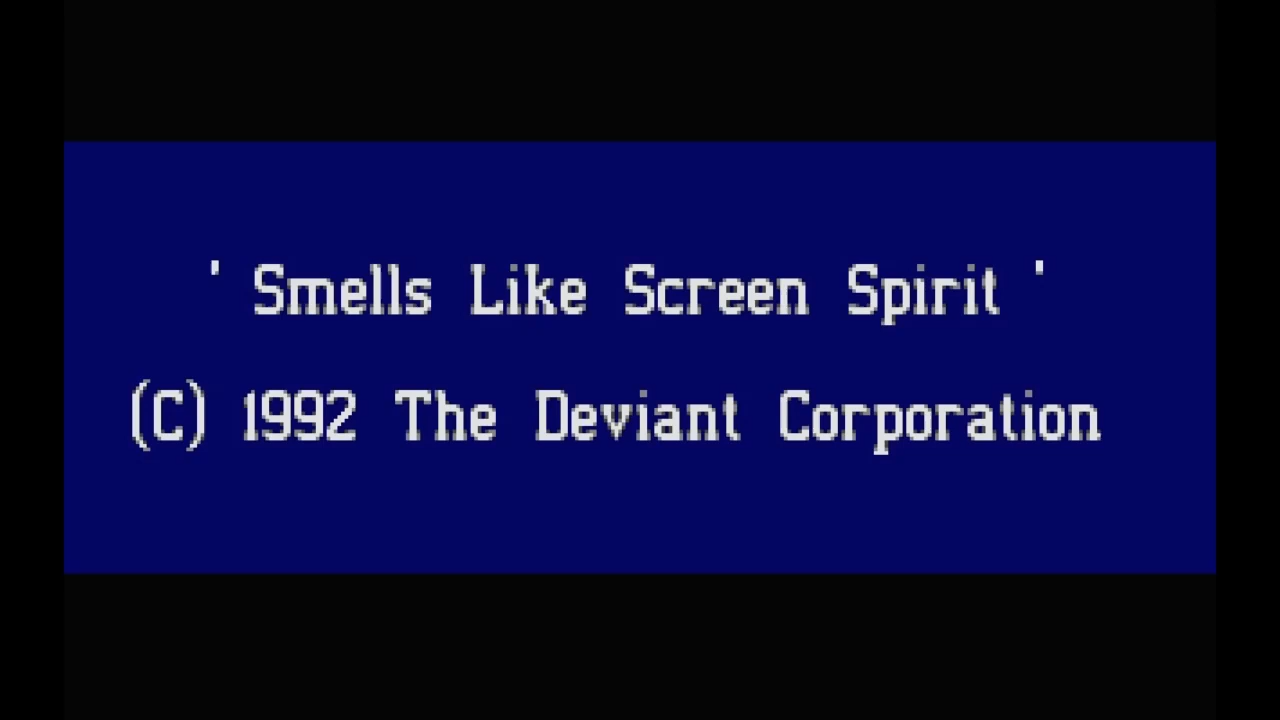 ' Smells Like Screen Spirit '
(C) 1992 The Deviant Corporation